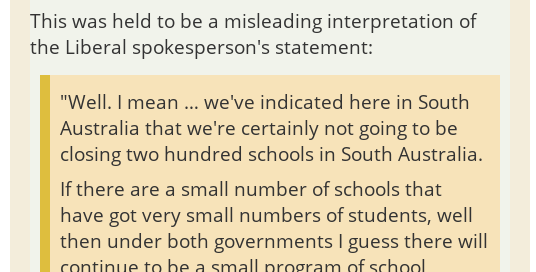 This was held to be a misleading interpretation of
the Liberal spokesperson's statement:
"Well. I mean ... we've indicated here in South
Australia that we're certainly not going to be
closing two hundred schools in South Australia.
If there are a small number of schools that
have got very small numbers of students, well
then under both governments I guess there will
continue to be a small program of school